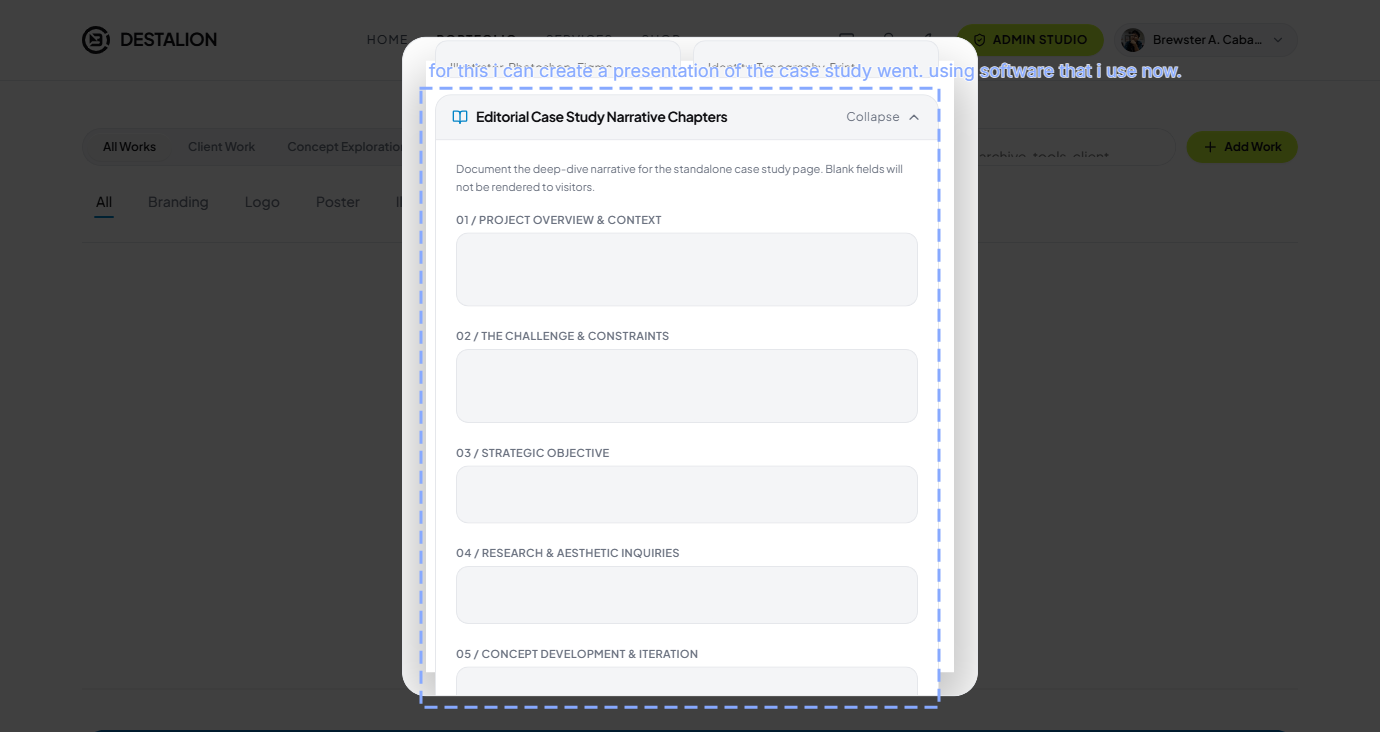 DESTALION
HOME
ADMIN STUDIO
Brewster A. Caba...
for this i can create a presentation of the case study went. using software that i use now.
Editorial Case Study Narrative Chapters
Collapse
All Works
Client Work
Concept Exploration
Add Work
Document the deep-dive narrative for the standalone case study page. Blank fields will
not be rendered to visitors.
All
Branding
Logo
Poster
01 / PROJECT OVERVIEW & CONTEXT
02 / THE CHALLENGE & CONSTRAINTS
03 / STRATEGIC OBJECTIVE
04 / RESEARCH & AESTHETIC INQUIRIES
05 / CONCEPT DEVELOPMENT & ITERATION